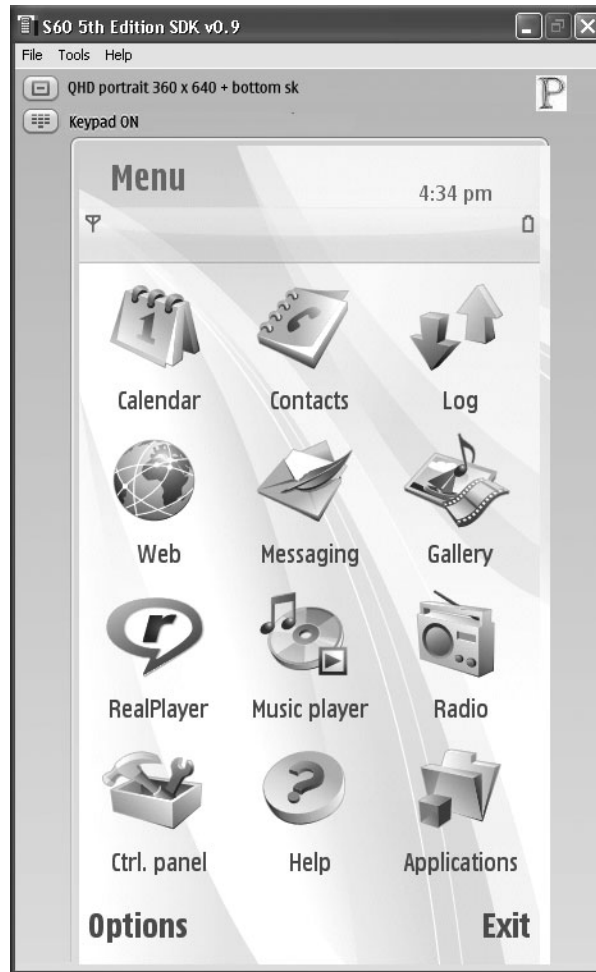 S60 5th Edition SDK v0.9
File Tools Help
QHD portrait 360 x 640 + bottom sk
P
Keypad ON
Menu
4:34 pm
1
Calendar Contacts Log
Web Messaging Gallery
r
RealPlayer Music player Radio
?
Ctrl. panel Help Applications
Options Exit